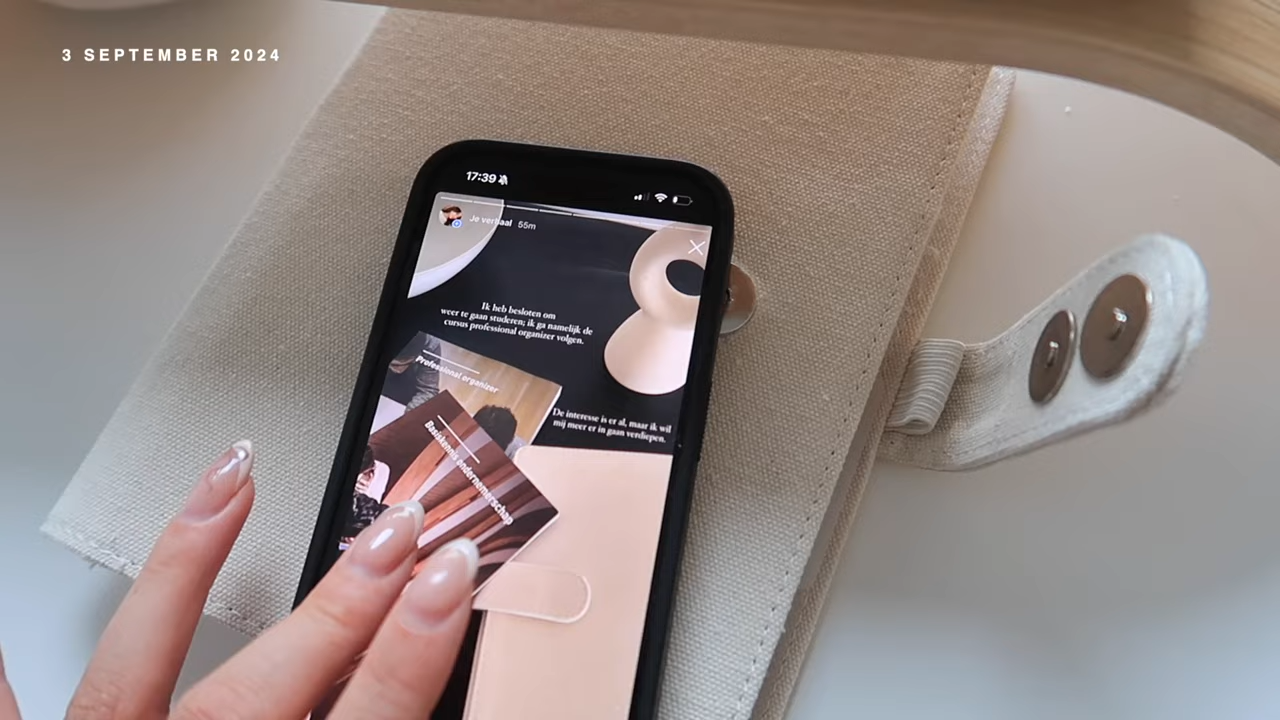 3 SEPTEMBER 2024
17:39
Je verhaal 55m
Ik heb besloten om
weer te gaan studeren; ik ga namelijk de
cursus professional organizer volgen.
Professional organizer
De interesse is er al, maar ik wil
mij meer er in gaan verdiepen.
Basiskennis ondernemerschap